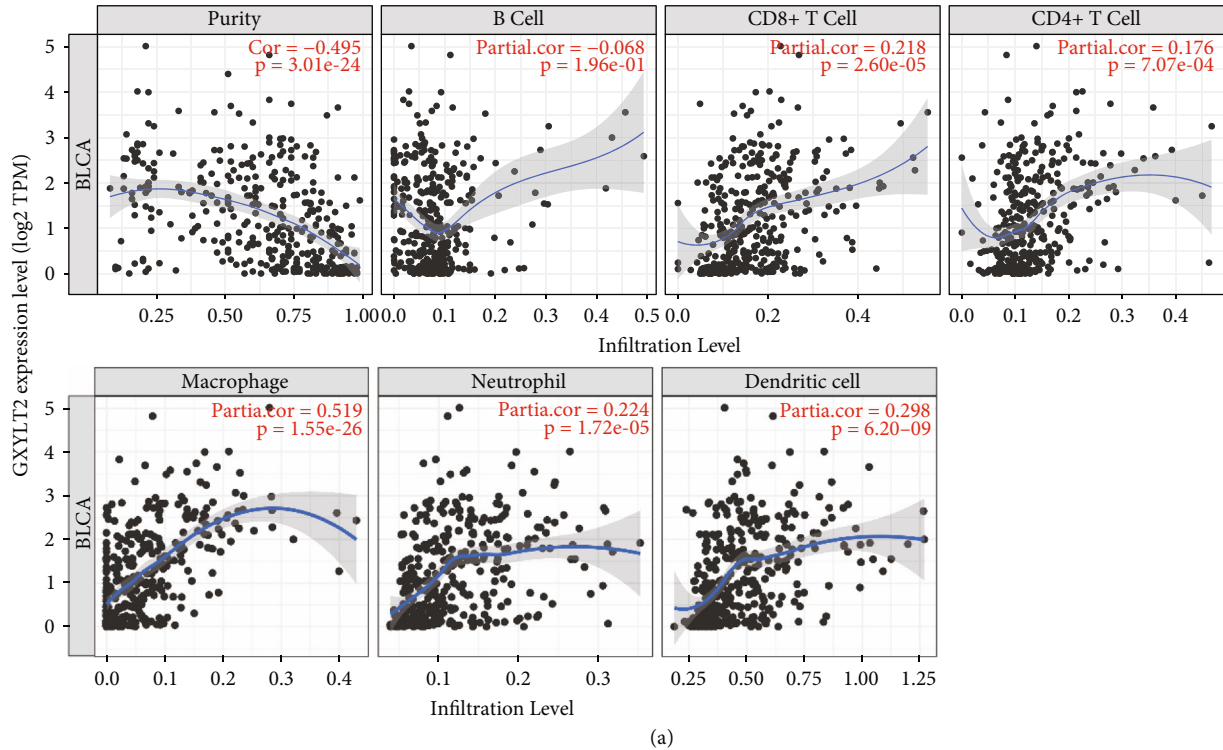 Purity
B Cell
CD8+ T Cell
CD4+ T Cell
Cor = −0.495
p = 3.01e-24
Partial.cor = −0.068
p = 1.96e-01
Partial.cor = 0.218
p = 2.60e-05
Partial.cor = 0.176
p = 7.07e-04
5
4
3
2
1
0
BLCA
GXYLT2 expression level (log2 TPM)
0.25 0.50 0.75 1.00
0.0 0.1 0.2 0.3 0.4 0.5
0.0 0.2 0.4
0.0 0.1 0.2 0.3 0.4
Infiltration Level
Macrophage
Neutrophil
Dendritic cell
Partia.cor = 0.519
p = 1.55e-26
Partia.cor = 0.224
p = 1.72e-05
Partia.cor = 0.298
p = 6.20–09
5
4
3
2
1
0
BLCA
0.0 0.1 0.2 0.3 0.4
0.1 0.2 0.3
0.25 0.50 0.75 1.00 1.25
Infiltration Level
(a)